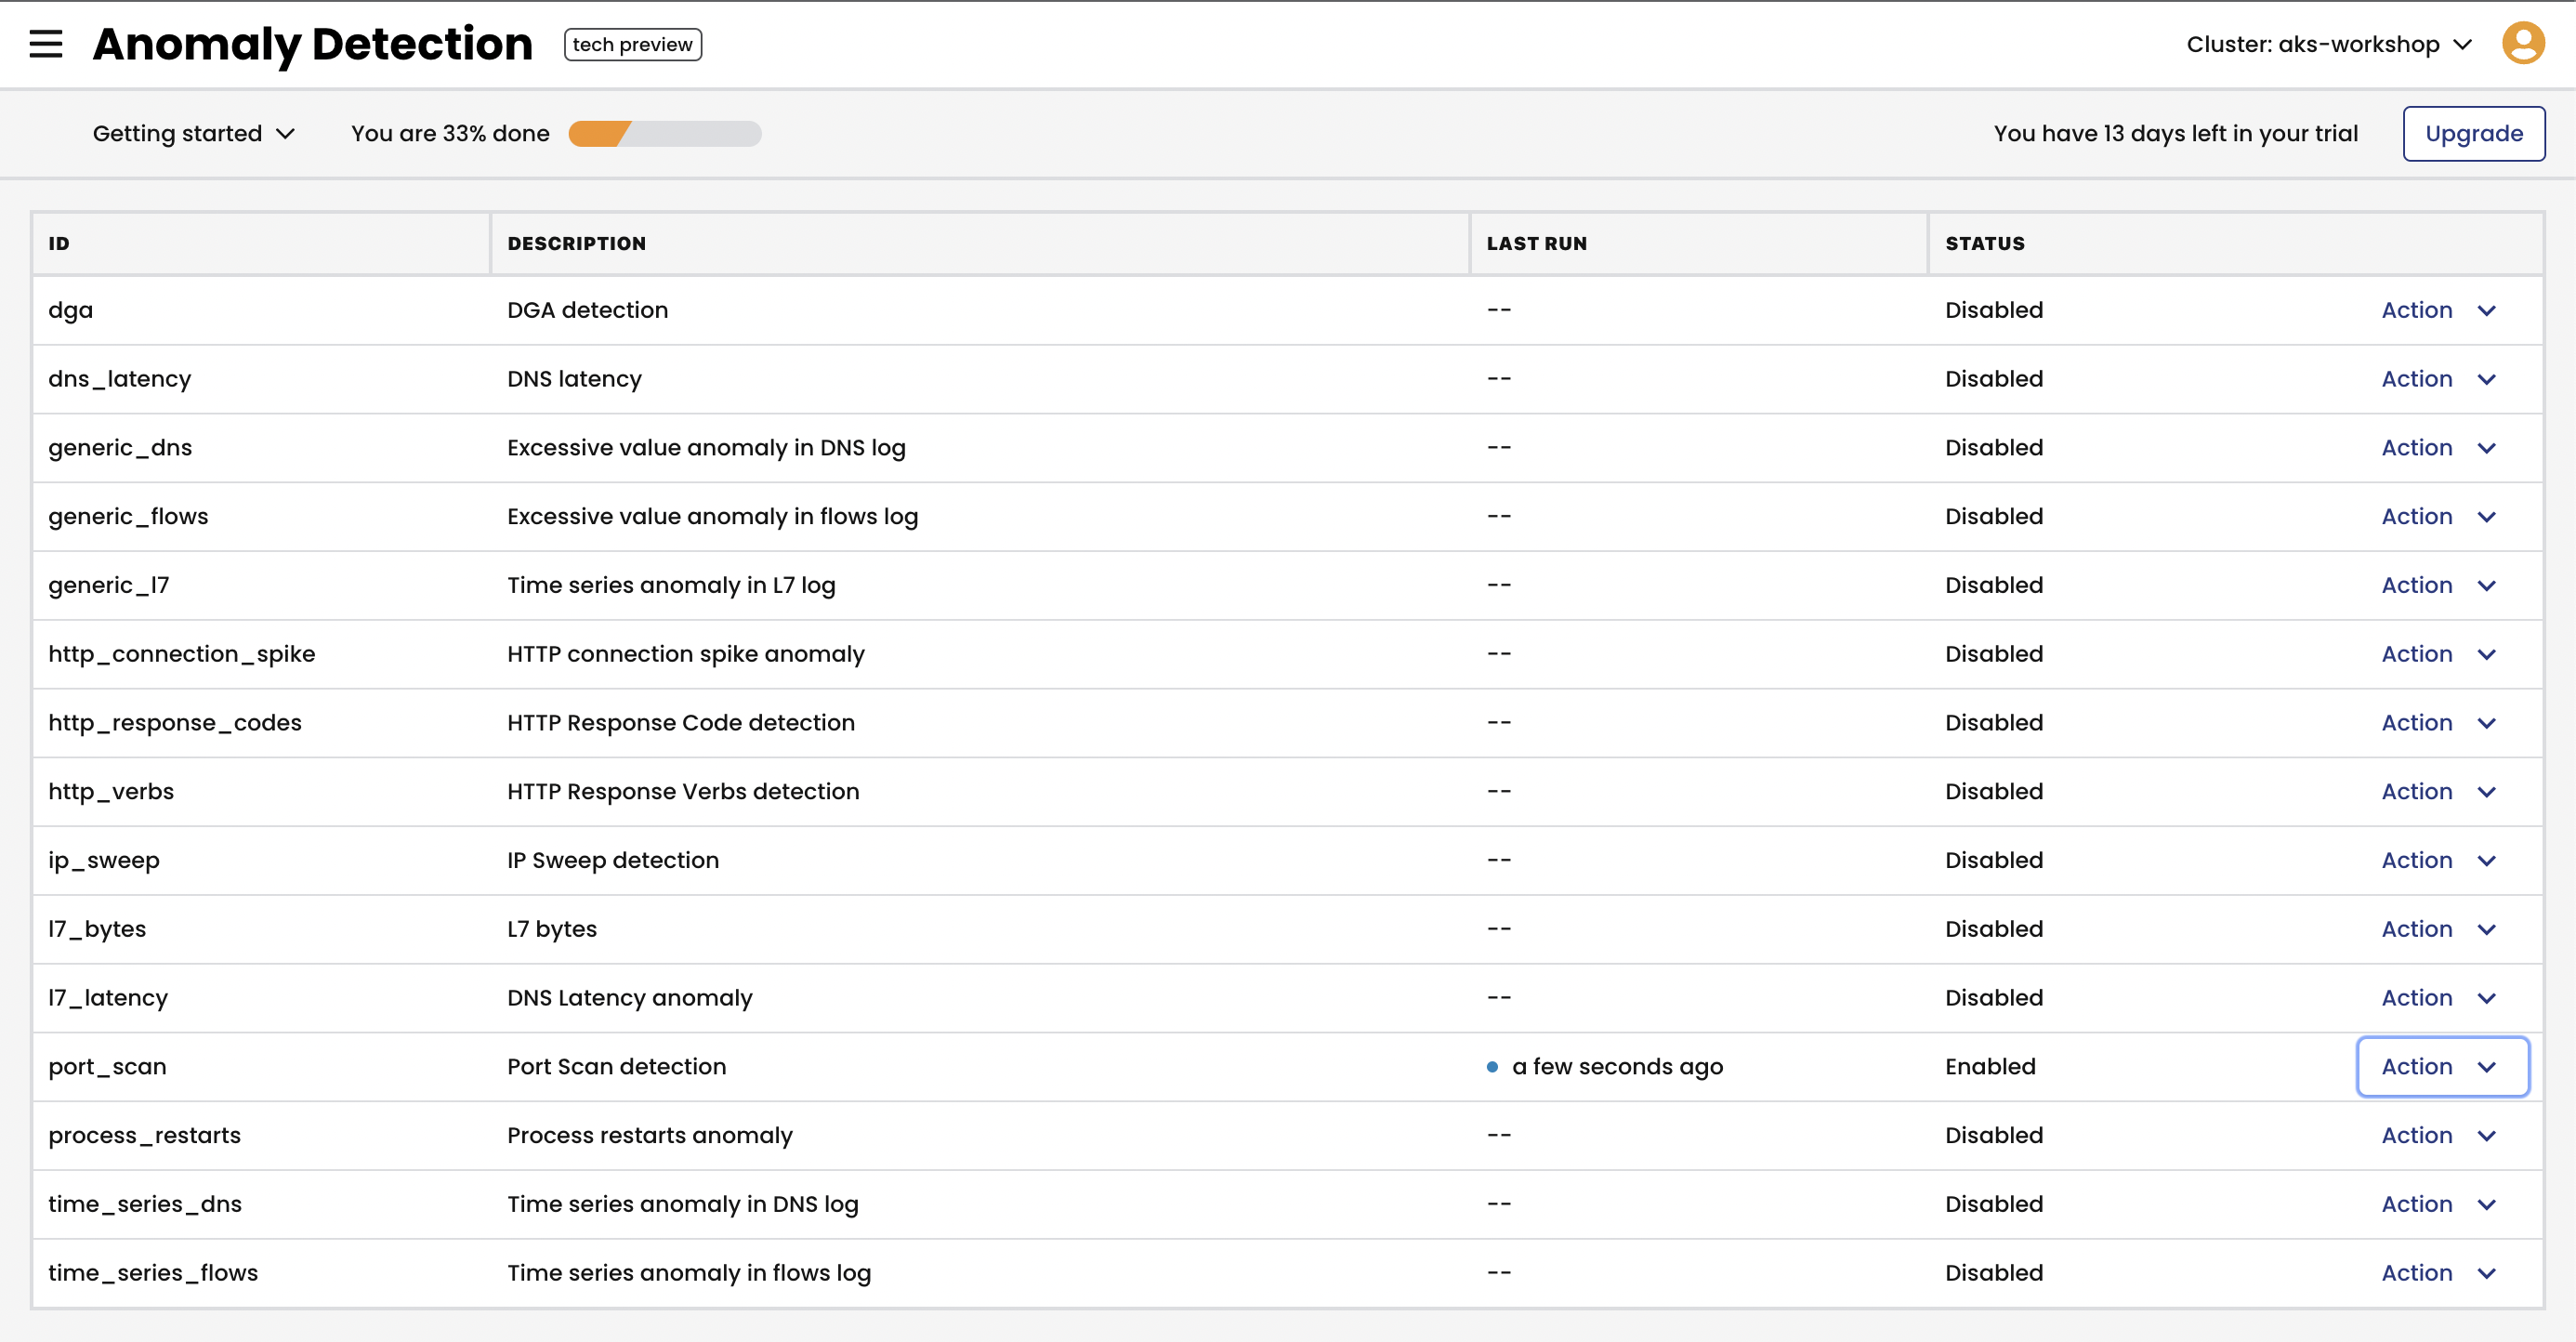 Anomaly Detection tech preview Cluster: aks-workshop
Getting started You are 33% done You have 13 days left in your trial Upgrade
ID DESCRIPTION LAST RUN STATUS
dga DGA detection -- Disabled Action
dns_latency DNS latency -- Disabled Action
generic_dns Excessive value anomaly in DNS log -- Disabled Action
generic_flows Excessive value anomaly in flows log -- Disabled Action
generic_l7 Time series anomaly in L7 log -- Disabled Action
http_connection_spike HTTP connection spike anomaly -- Disabled Action
http_response_codes HTTP Response Code detection -- Disabled Action
http_verbs HTTP Response Verbs detection -- Disabled Action
ip_sweep IP Sweep detection -- Disabled Action
l7_bytes L7 bytes -- Disabled Action
l7_latency DNS Latency anomaly -- Disabled Action
port_scan Port Scan detection a few seconds ago Enabled Action
process_restarts Process restarts anomaly -- Disabled Action
time_series_dns Time series anomaly in DNS log -- Disabled Action
time_series_flows Time series anomaly in flows log -- Disabled Action